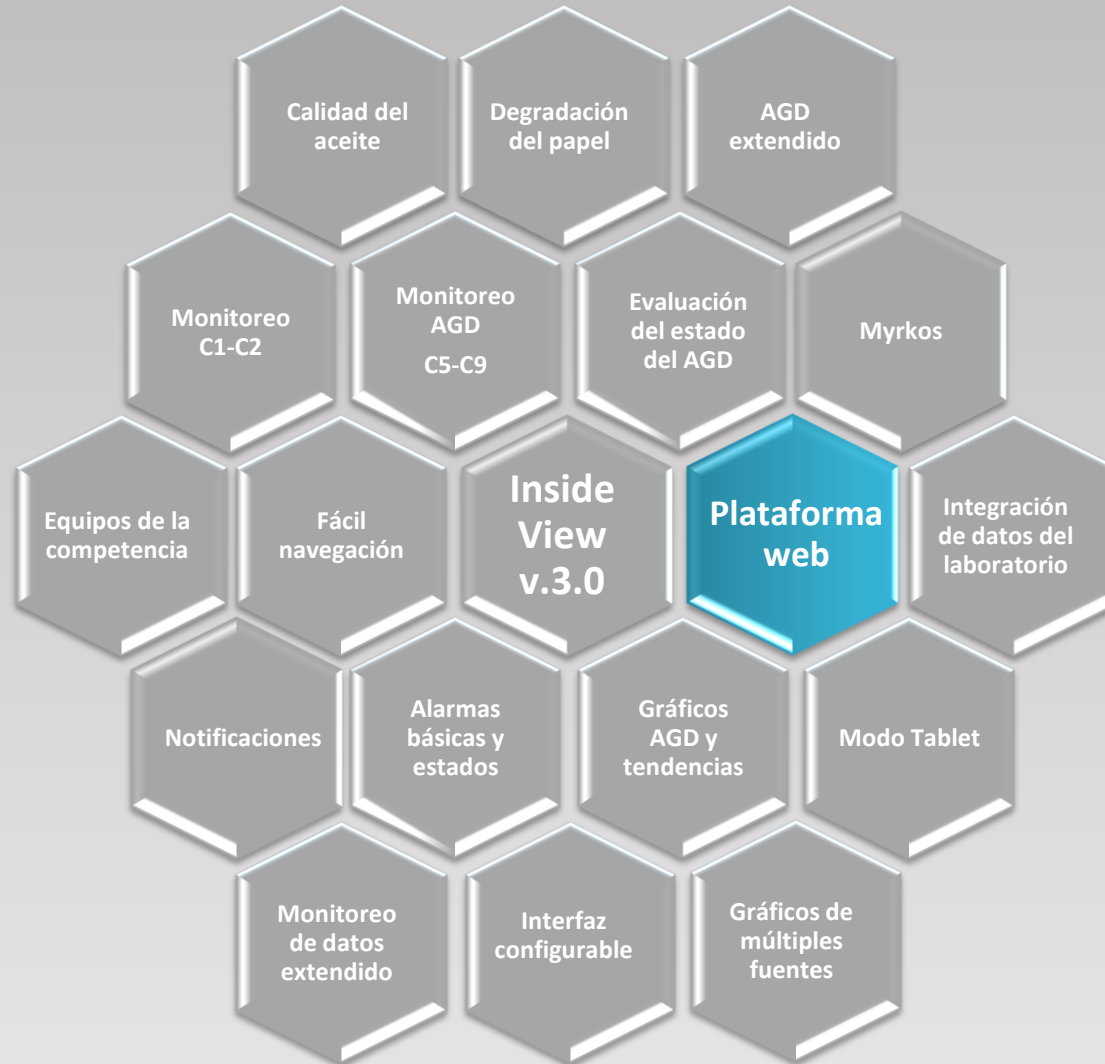 Calidad del
aceite
Degradación
del papel
AGD
extendido
Monitoreo
C1-C2
Monitoreo
AGD
C5-C9
Evaluación
del estado
del AGD
Myrkos
Equipos de la
competencia
Fácil
navegación
Inside
View
v.3.0
Plataforma
web
Integración
de datos del
laboratorio
Notificaciones
Alarmas
básicas y
estados
Gráficos
AGD y
tendencias
Modo Tablet
Monitoreo
de datos
extendido
Interfaz
configurable
Gráficos de
múltiples
fuentes